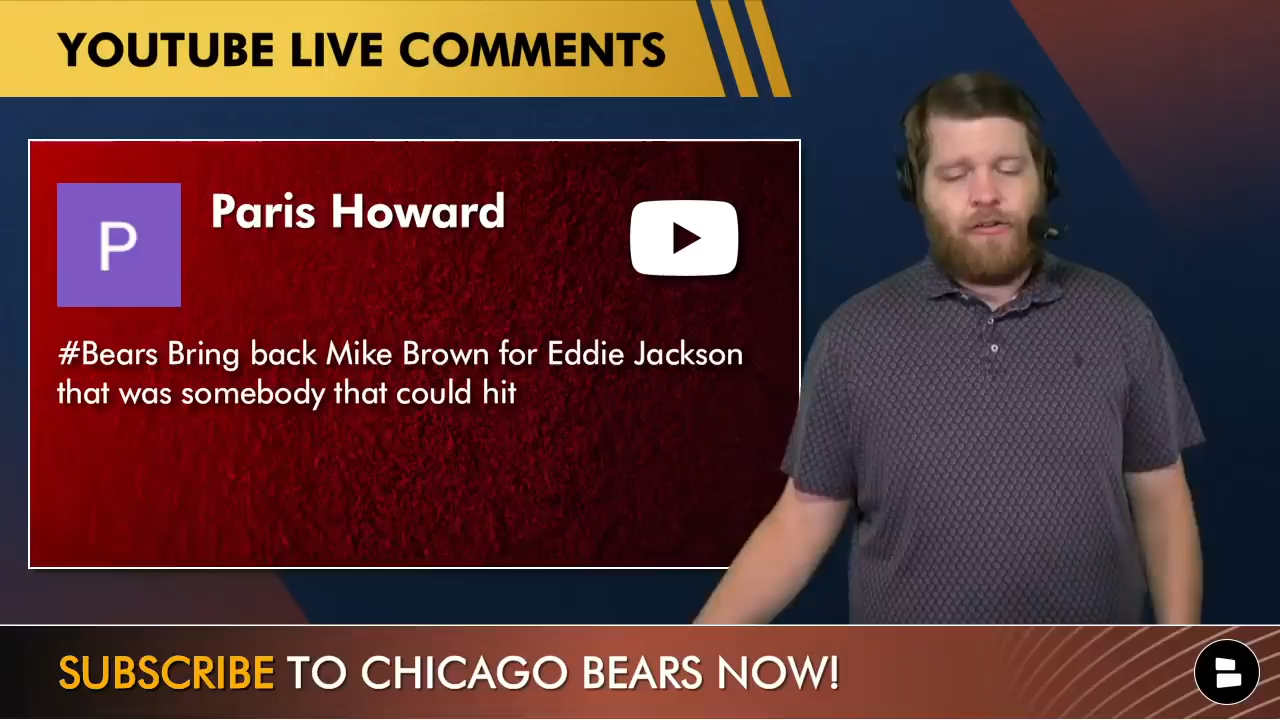 YOUTUBE LIVE COMMENTS
P
Paris Howard
#Bears Bring back Mike Brown for Eddie Jackson
that was somebody that could hit
SUBSCRIBE TO CHICAGO BEARS NOW!